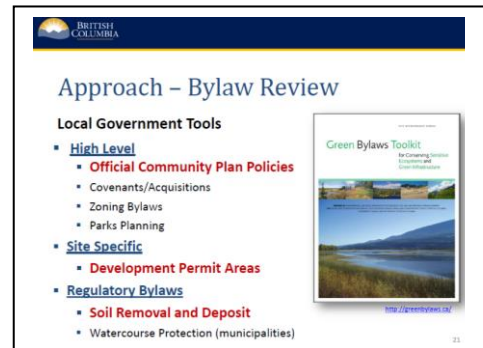 BRITISH
COLUMBIA
Approach – Bylaw Review
Local Government Tools
▪ High Level
▪ Official Community Plan Policies
▪ Covenants/Acquisitions
▪ Zoning Bylaws
▪ Parks Planning
▪ Site Specific
▪ Development Permit Areas
▪ Regulatory Bylaws
▪ Soil Removal and Deposit
▪ Watercourse Protection (municipalities)
Green Bylaws Toolkit
for Conserving Sensitive
Ecosystems and
Green Infrastructure
http://greenbylaws.ca/
21